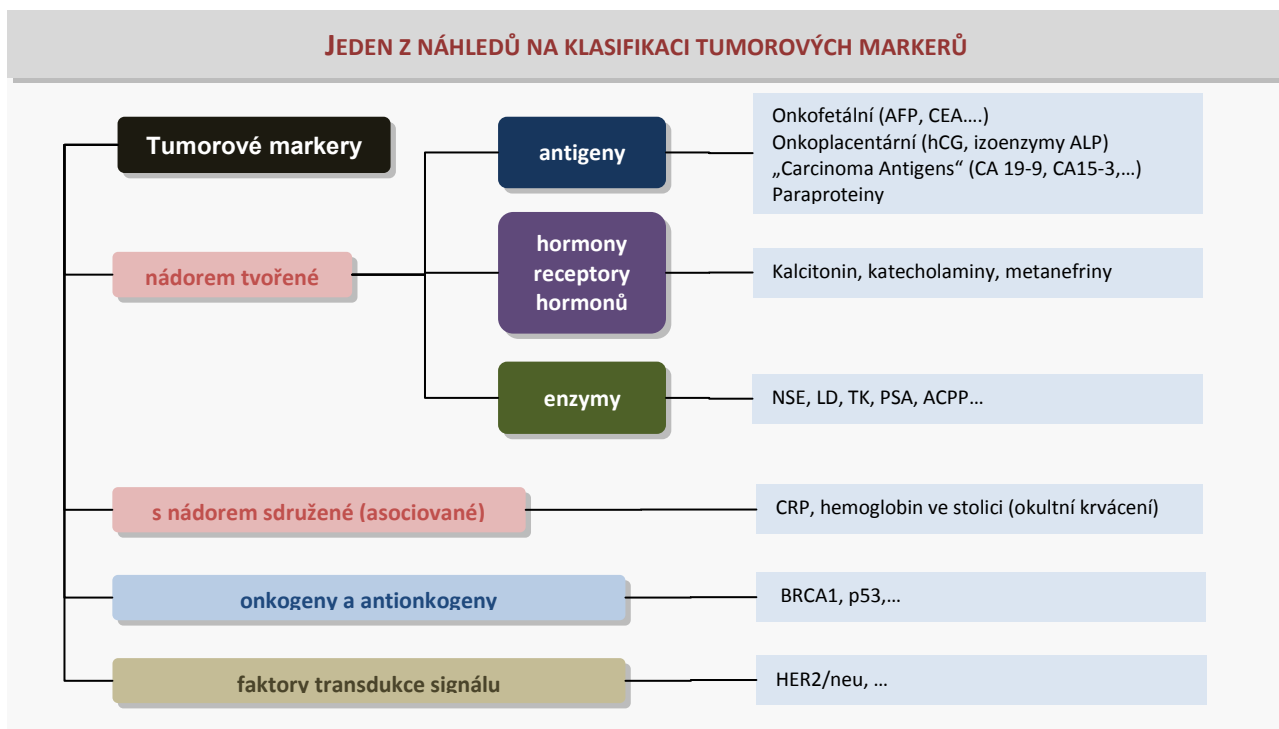 JEDEN Z NÁHLEDŮ NA KLASIFIKACI TUMOROVÝCH MARKERŮ
Tumorové markery
antigeny
Onkofetální (AFP, CEA....)
Onkoplacentární (hCG, izoenzymy ALP)
„Carcinoma Antigens“ (CA 19-9, CA15-3,...)
Paraproteiny
nádorem tvořené
hormony
receptory
hormonů
Kalcitonin, katecholaminy, metanefriny
enzymy
NSE, LD, TK, PSA, ACPP...
s nádorem sdružené (asociované)
CRP, hemoglobin ve stolici (okultní krvácení)
onkogeny a antionkogeny
BRCA1, p53,...
faktory transdukce signálu
HER2/neu, ...